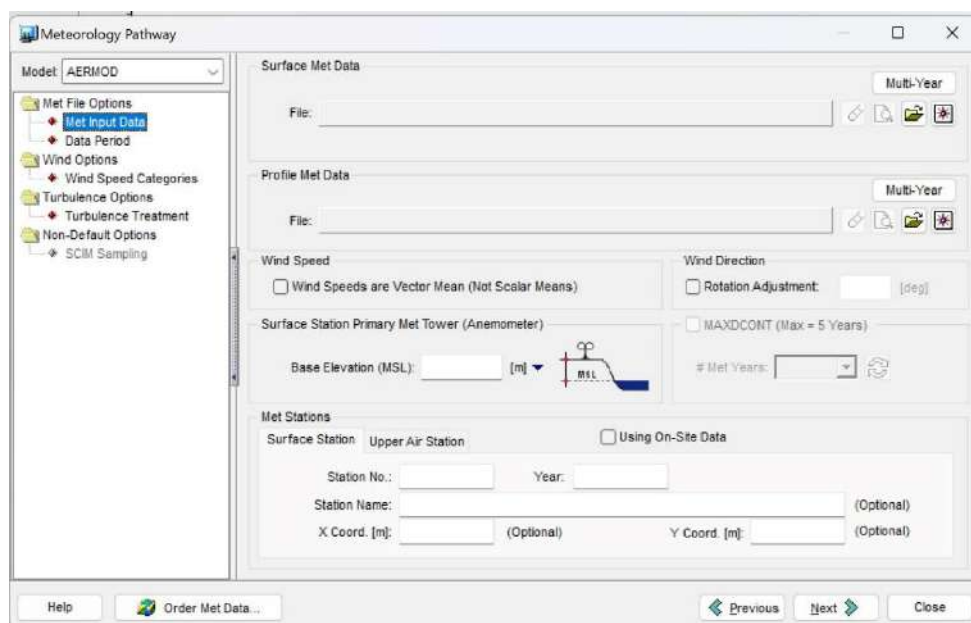 Meteorology Pathway
Model: AERMOD
Met File Options
Met Input Data
Data Period
Wind Options
Wind Speed Categories
Turbulence Options
Turbulence Treatment
Non-Default Options
SCIM Sampling
Surface Met Data
Multi-Year
File:
Profile Met Data
Multi-Year
File:
Wind Speed
Wind Speeds are Vector Mean (Not Scalar Means)
Wind Direction
Rotation Adjustment: [deg]
Surface Station Primary Met Tower (Anemometer)
Base Elevation (MSL): [m] MSL
MAXDCONT (Max = 5 Years)
# Met Years:
Met Stations
Surface Station Upper Air Station Using On-Site Data
Station No.: Year:
Station Name: (Optional)
X Coord. [m]: (Optional) Y Coord. [m]: (Optional)
Help Order Met Data... Previous Next Close